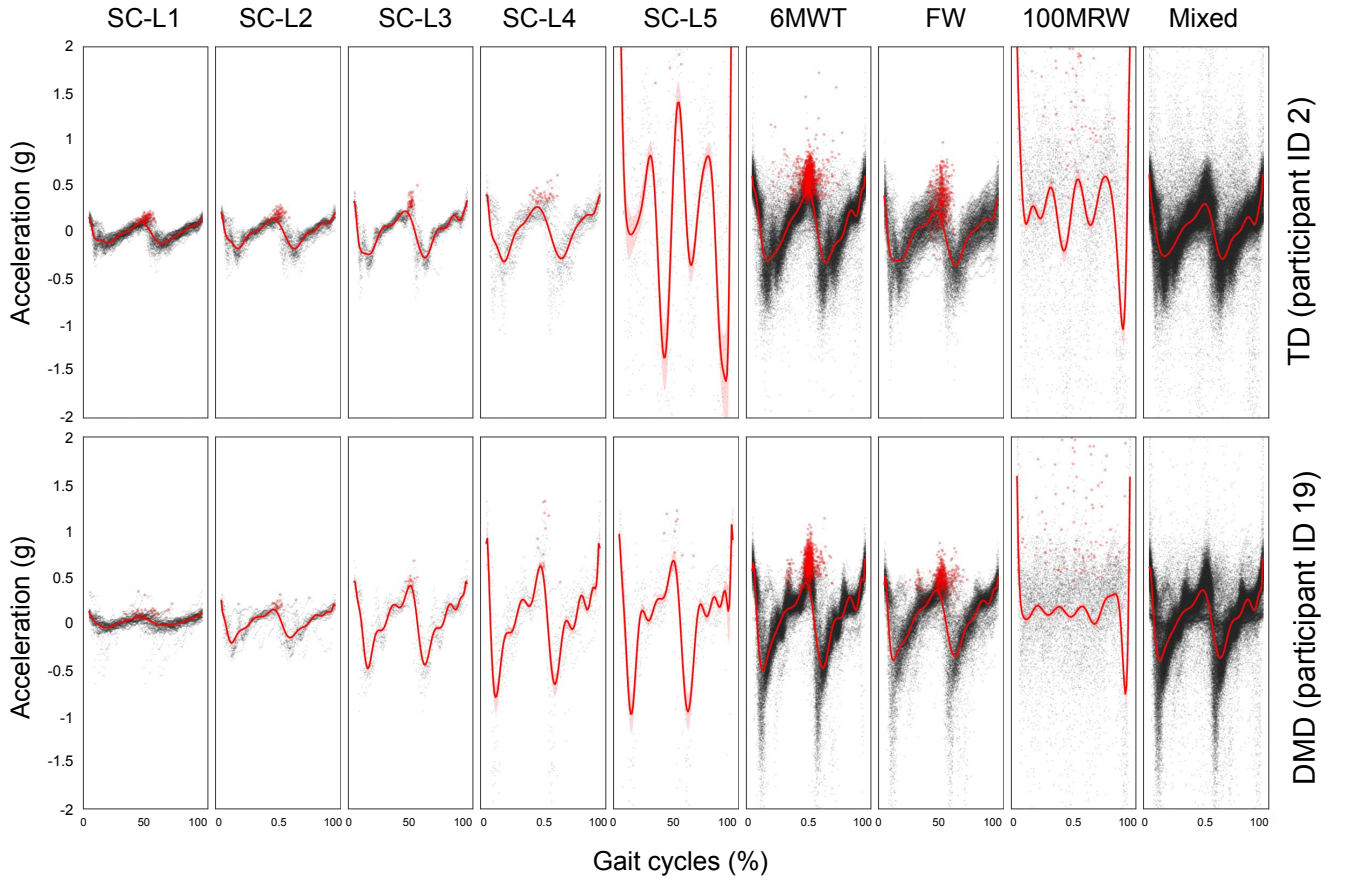 SC-L1 SC-L2 SC-L3 SC-L4 SC-L5 6MWT FW 100MRW Mixed
2
1.5
1
0.5
0
-0.5
-1
-1.5
-2
Acceleration (g)
TD (participant ID 2)
2
1.5
1
0.5
0
-0.5
-1
-1.5
-2
Acceleration (g)
DMD (participant ID 19)
0 50 100 0 0.5 100 0 50 100 0 0.5 100 0 50 100 0 0.5 100 0 50 100 0 0.5 100 0 0.5 100
Gait cycles (%)